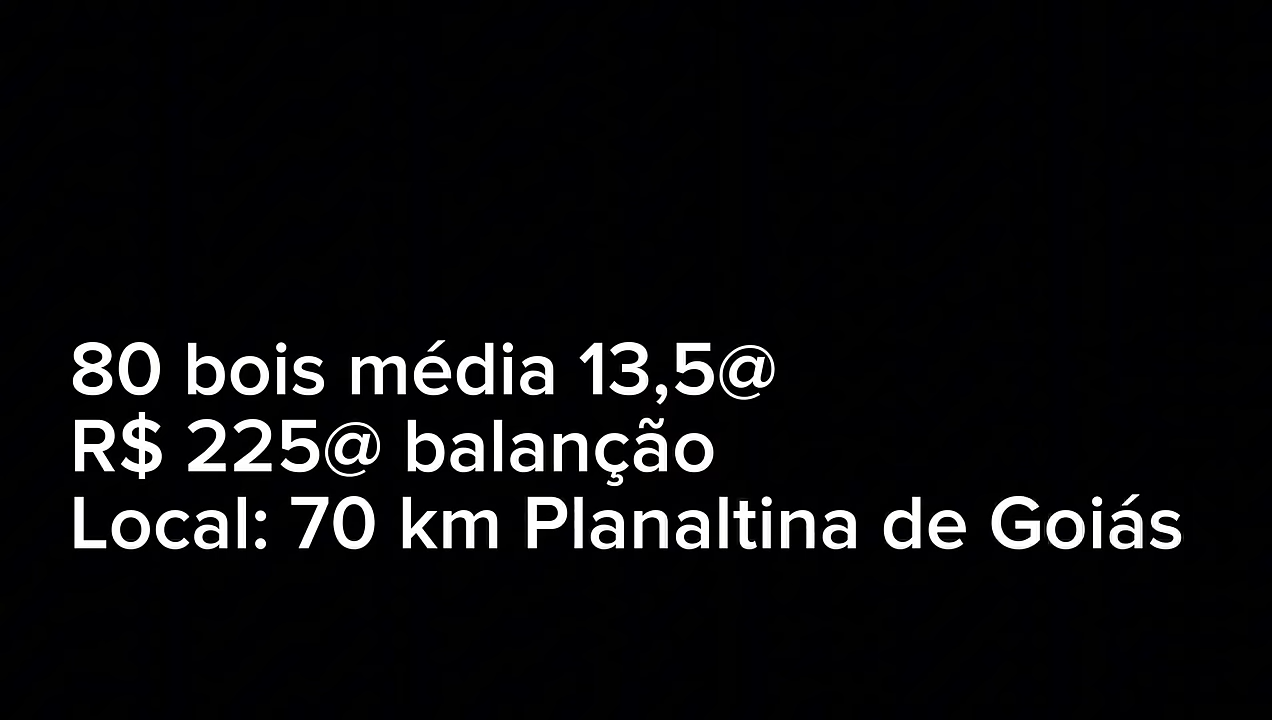 80 bois média 13,5@
R$ 225@ balanção
Local: 70 km Planaltina de Goiás